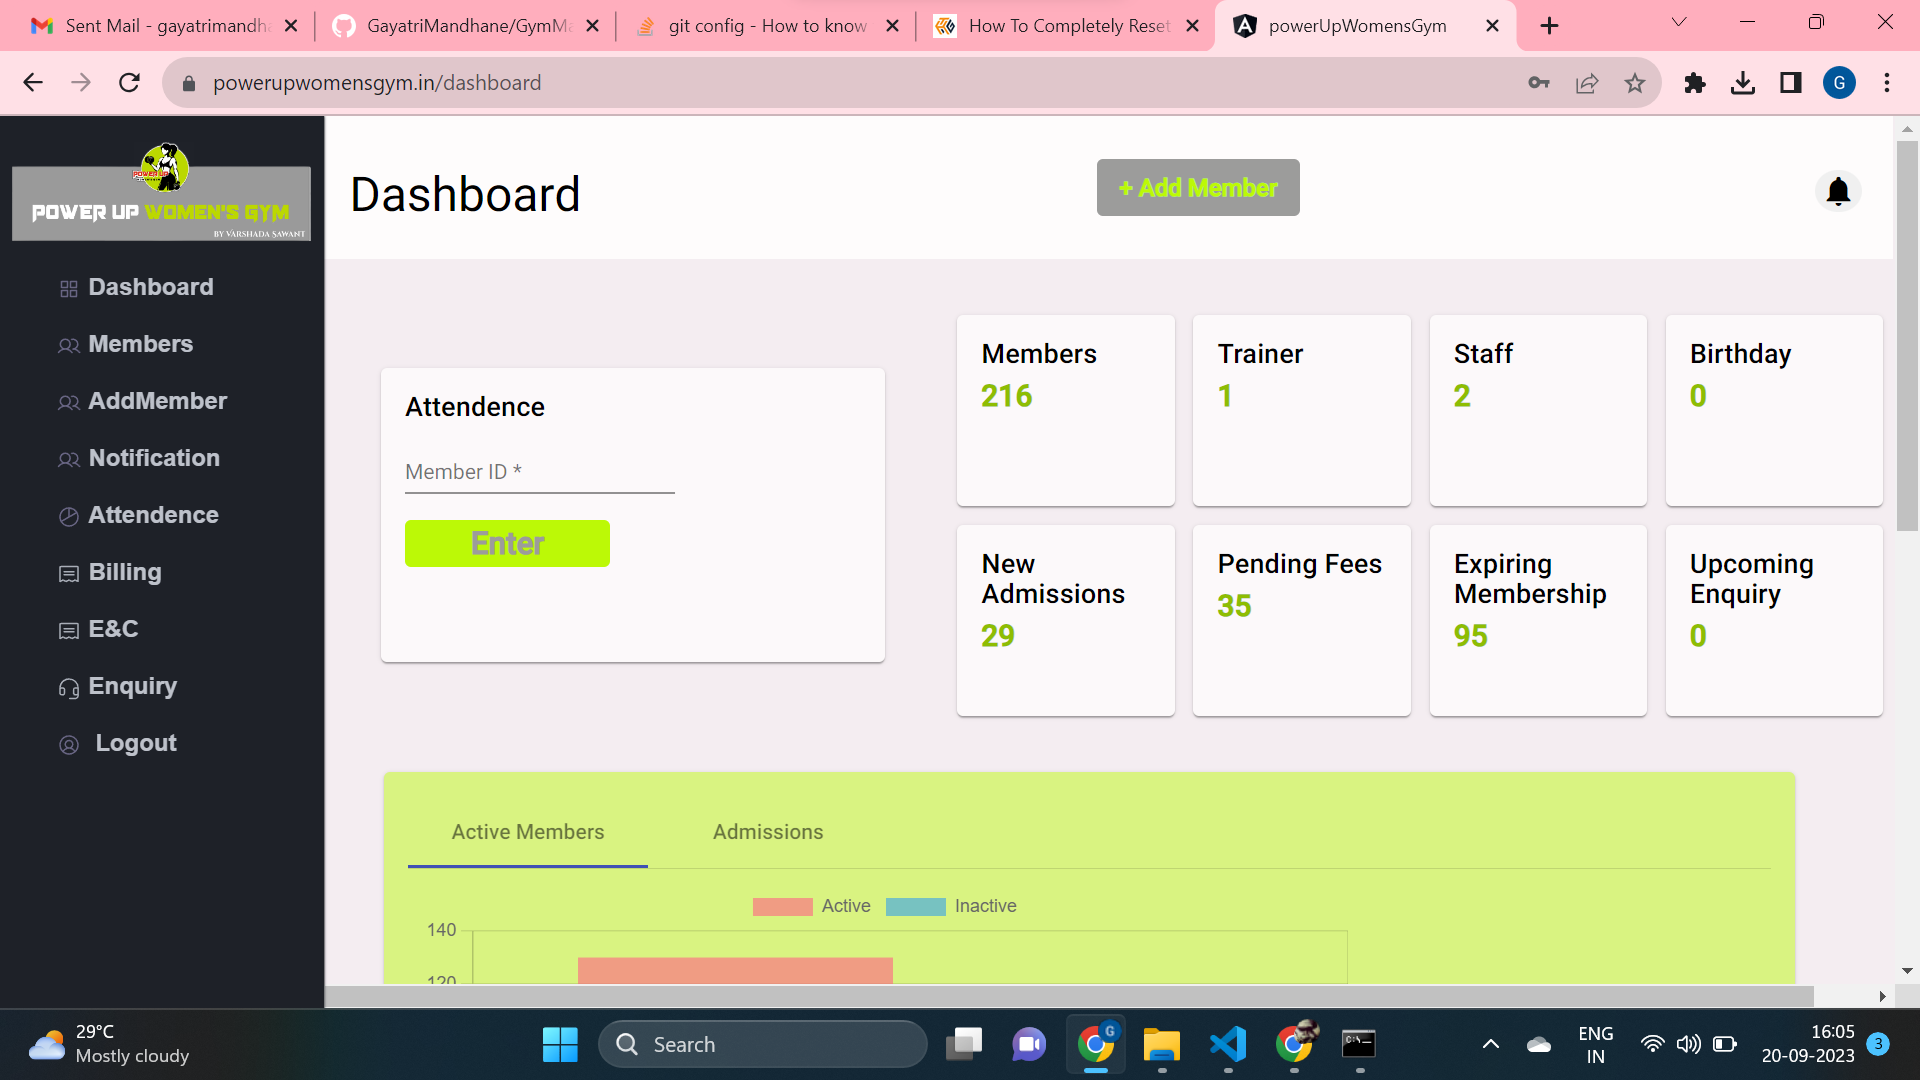 Sent Mail - gayatrimandha
GayatriMandhane/GymMa
git config - How to know
How To Completely Reset
powerUpWomensGym
powerupwomensgym.in/dashboard
G
POWER UP
POWER UP WOMEN'S GYM
BY VARSHADA SAWANT
Dashboard
Members
AddMember
Notification
Attendence
Billing
E&C
Enquiry
Logout
Dashboard
+ Add Member
Attendence
Member ID *
Enter
Members
216
Trainer
1
Staff
2
Birthday
0
New
Admissions
29
Pending Fees
35
Expiring
Membership
95
Upcoming
Enquiry
0
Active Members
Admissions
Active
Inactive
140
120
29°C
Mostly cloudy
Search
G
ENG
IN
16:05
20-09-2023
3